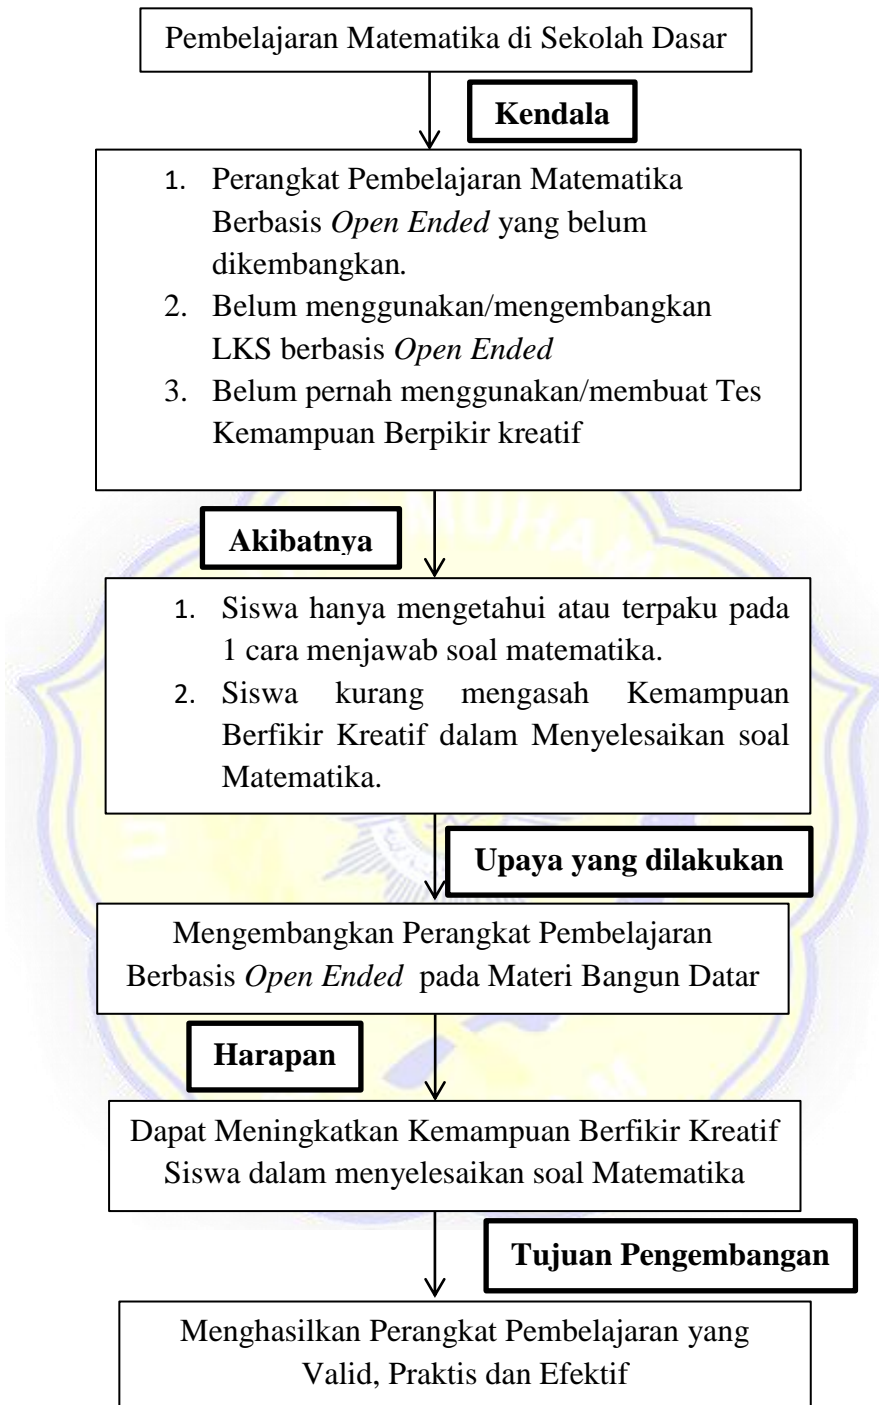 Pembelajaran Matematika di Sekolah Dasar
Kendala
1. Perangkat Pembelajaran Matematika
Berbasis Open Ended yang belum
dikembangkan.
2. Belum menggunakan/mengembangkan
LKS berbasis Open Ended
3. Belum pernah menggunakan/membuat Tes
Kemampuan Berpikir kreatif
Akibatnya
1. Siswa hanya mengetahui atau terpaku pada
1 cara menjawab soal matematika.
2. Siswa kurang mengasah Kemampuan
Berfikir Kreatif dalam Menyelesaikan soal
Matematika.
Upaya yang dilakukan
Mengembangkan Perangkat Pembelajaran
Berbasis Open Ended pada Materi Bangun Datar
Harapan
Dapat Meningkatkan Kemampuan Berfikir Kreatif
Siswa dalam menyelesaikan soal Matematika
Tujuan Pengembangan
Menghasilkan Perangkat Pembelajaran yang
Valid, Praktis dan Efektif